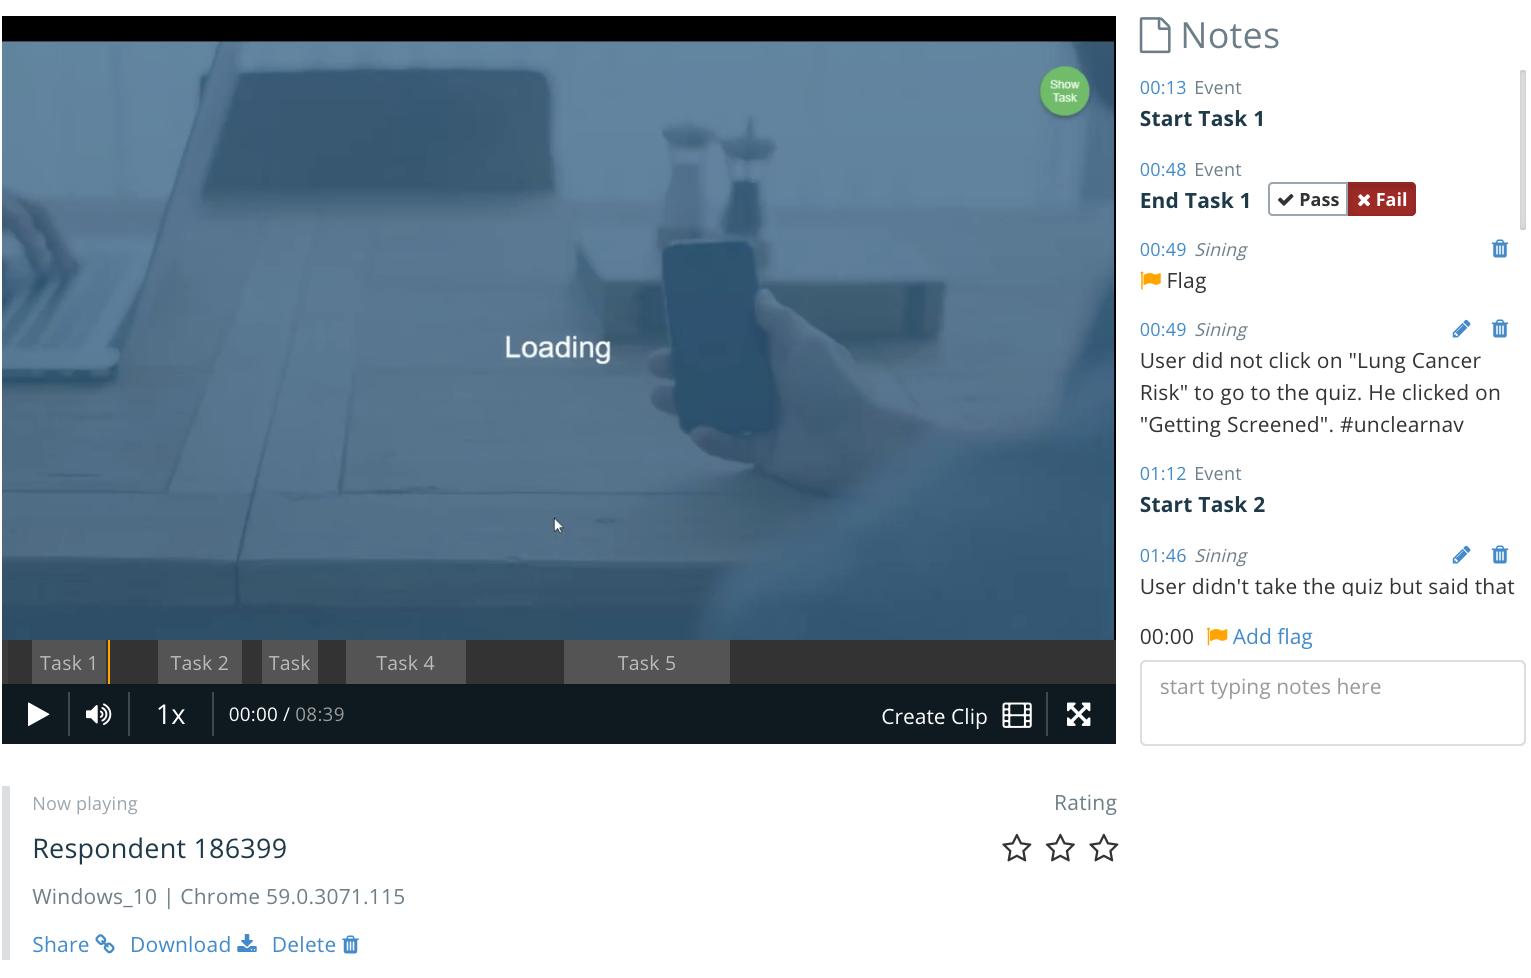 Show
Task
Loading
Task 1
Task 2
Task
Task 4
Task 5
1x
00:00 / 08:39
Create Clip
Now playing
Respondent 186399
Windows_10 | Chrome 59.0.3071.115
Share
Download
Delete
Rating
Notes
00:13 Event
Start Task 1
00:48 Event
End Task 1 Pass Fail
00:49 Sining
Flag
00:49 Sining
User did not click on "Lung Cancer
Risk" to go to the quiz. He clicked on
"Getting Screened". #unclearnav
01:12 Event
Start Task 2
01:46 Sining
User didn't take the quiz but said that
00:00 Add flag
start typing notes here